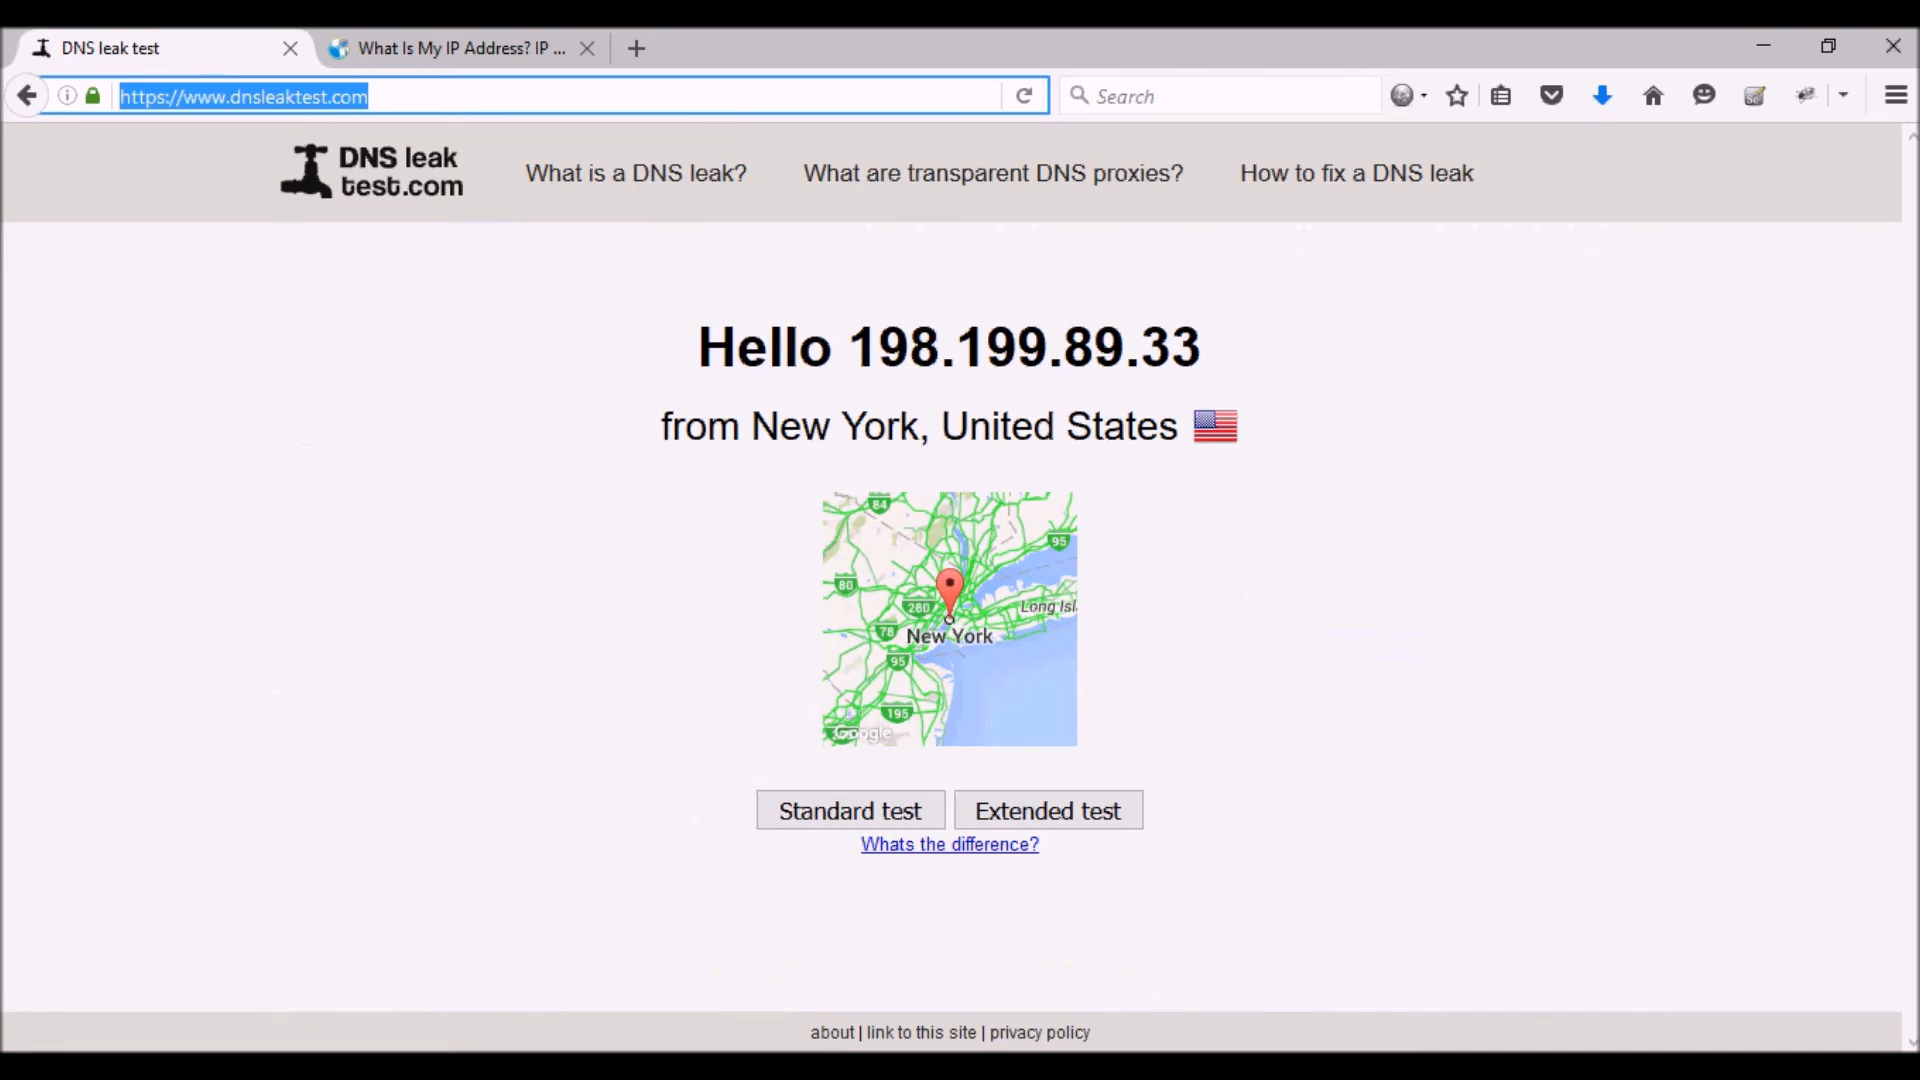 DNS leak test
What Is My IP Address? IP ...
https://www.dnsleaktest.com
Search
DNS leak
test.com
What is a DNS leak?
What are transparent DNS proxies?
How to fix a DNS leak
Hello 198.199.89.33
from New York, United States
84
95
80
280
Long Isl
78
New York
95
195
Google
Standard test
Extended test
Whats the difference?
about | link to this site | privacy policy